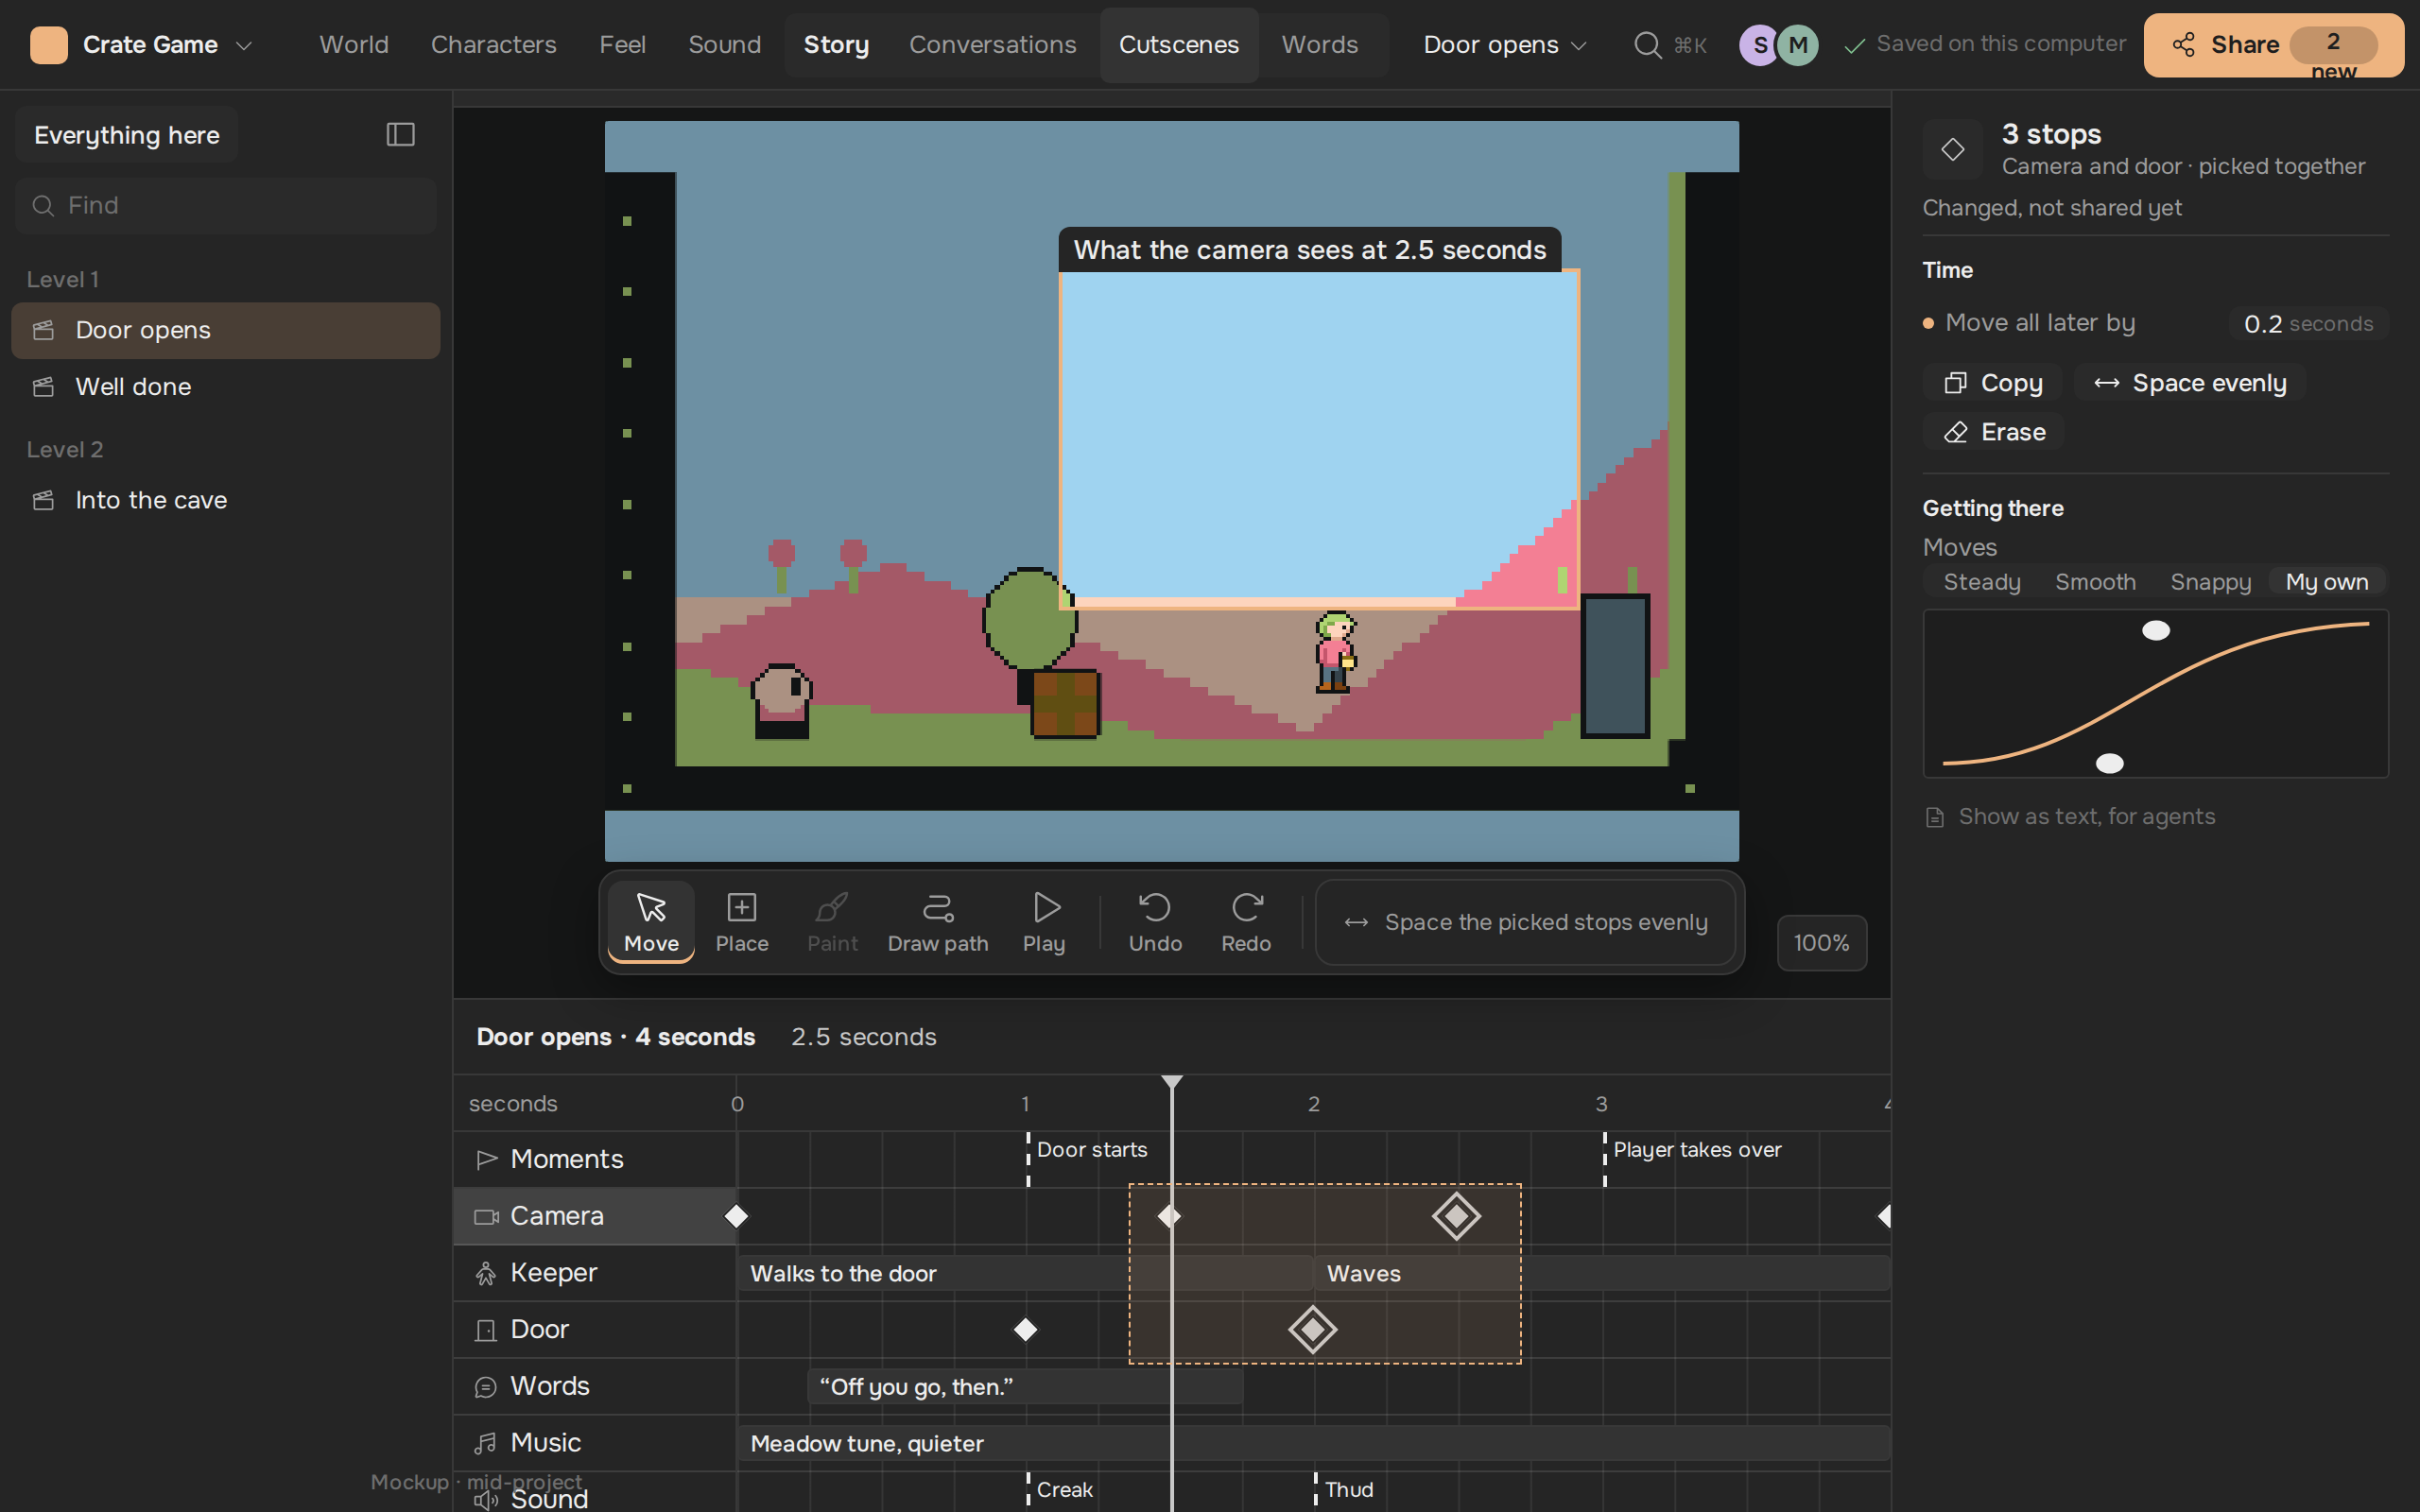 Crate Game
World
Characters
Feel
Sound
Story
Conversations
Cutscenes
Words
Door opens
⌘K
S
M
Saved on this computer
Share
2 new
Everything here
Find
Level 1
Door opens
Well done
Level 2
Into the cave
What the camera sees at 2.5 seconds
3 stops
Camera and door · picked together
Changed, not shared yet
Time
Move all later by
0.2 seconds
Copy
Space evenly
Erase
Getting there
Moves
Steady
Smooth
Snappy
My own
Show as text, for agents
Move
Place
Paint
Draw path
Play
Undo
Redo
Space the picked stops evenly
100%
Door opens · 4 seconds
2.5 seconds
seconds
0
1
2
3
4
Moments
Door starts
Player takes over
Camera
Keeper
Walks to the door
Waves
Door
Words
“Off you go, then.”
Music
Meadow tune, quieter
Mockup · mid-project
Sound
Creak
Thud